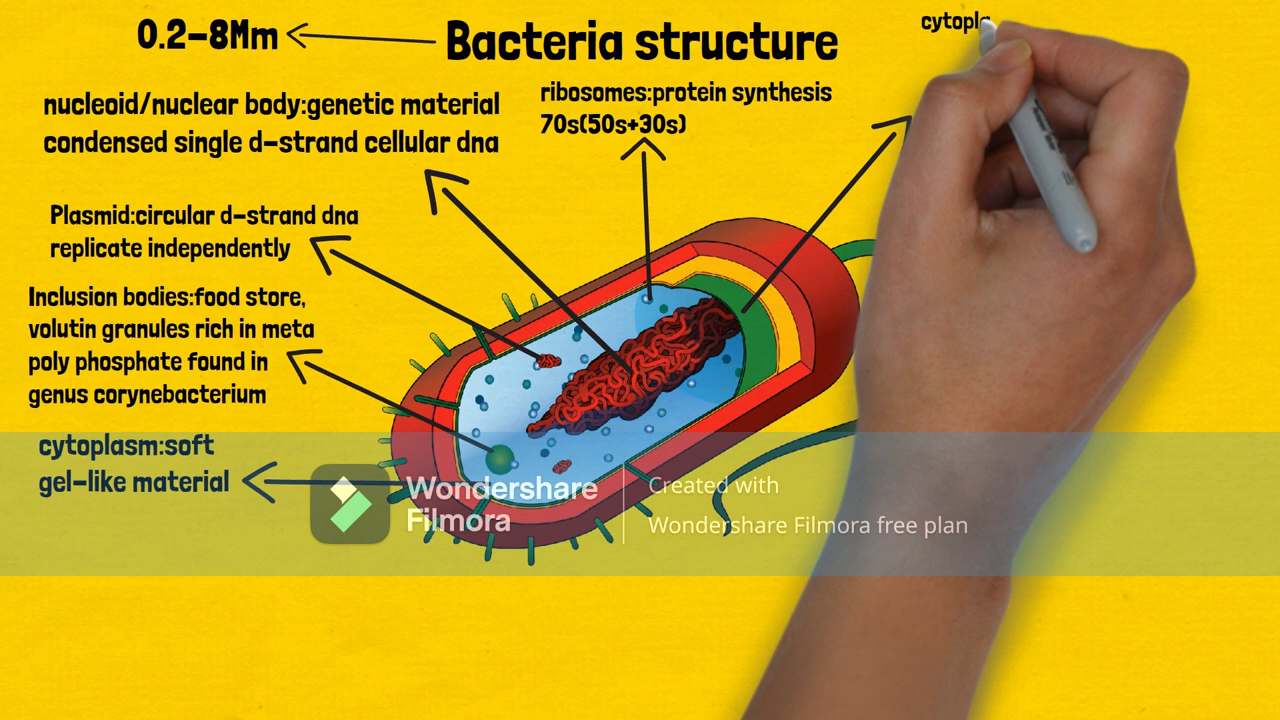 0.2-8Mm
Bacteria structure
nucleoid/nuclear body:genetic material
condensed single d-strand cellular dna
ribosomes:protein synthesis
70s(50s+30s)
Plasmid:circular d-strand dna
replicate independently
Inclusion bodies:food store,
volutin granules rich in meta
poly phosphate found in
genus corynebacterium
cytoplasm:soft
gel-like material
Wondershare
Filmora
Created with
Wondershare Filmora free plan